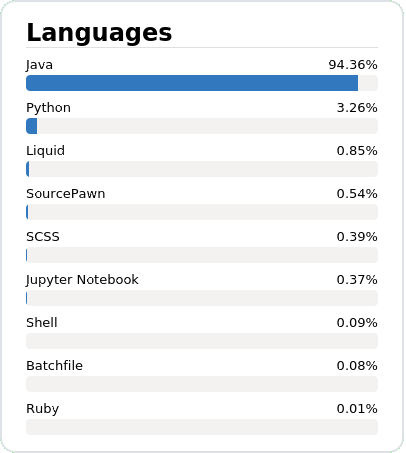 Languages
Java 94.36%
Python 3.26%
Liquid 0.85%
SourcePawn 0.54%
SCSS 0.39%
Jupyter Notebook 0.37%
Shell 0.09%
Batchfile 0.08%
Ruby 0.01%